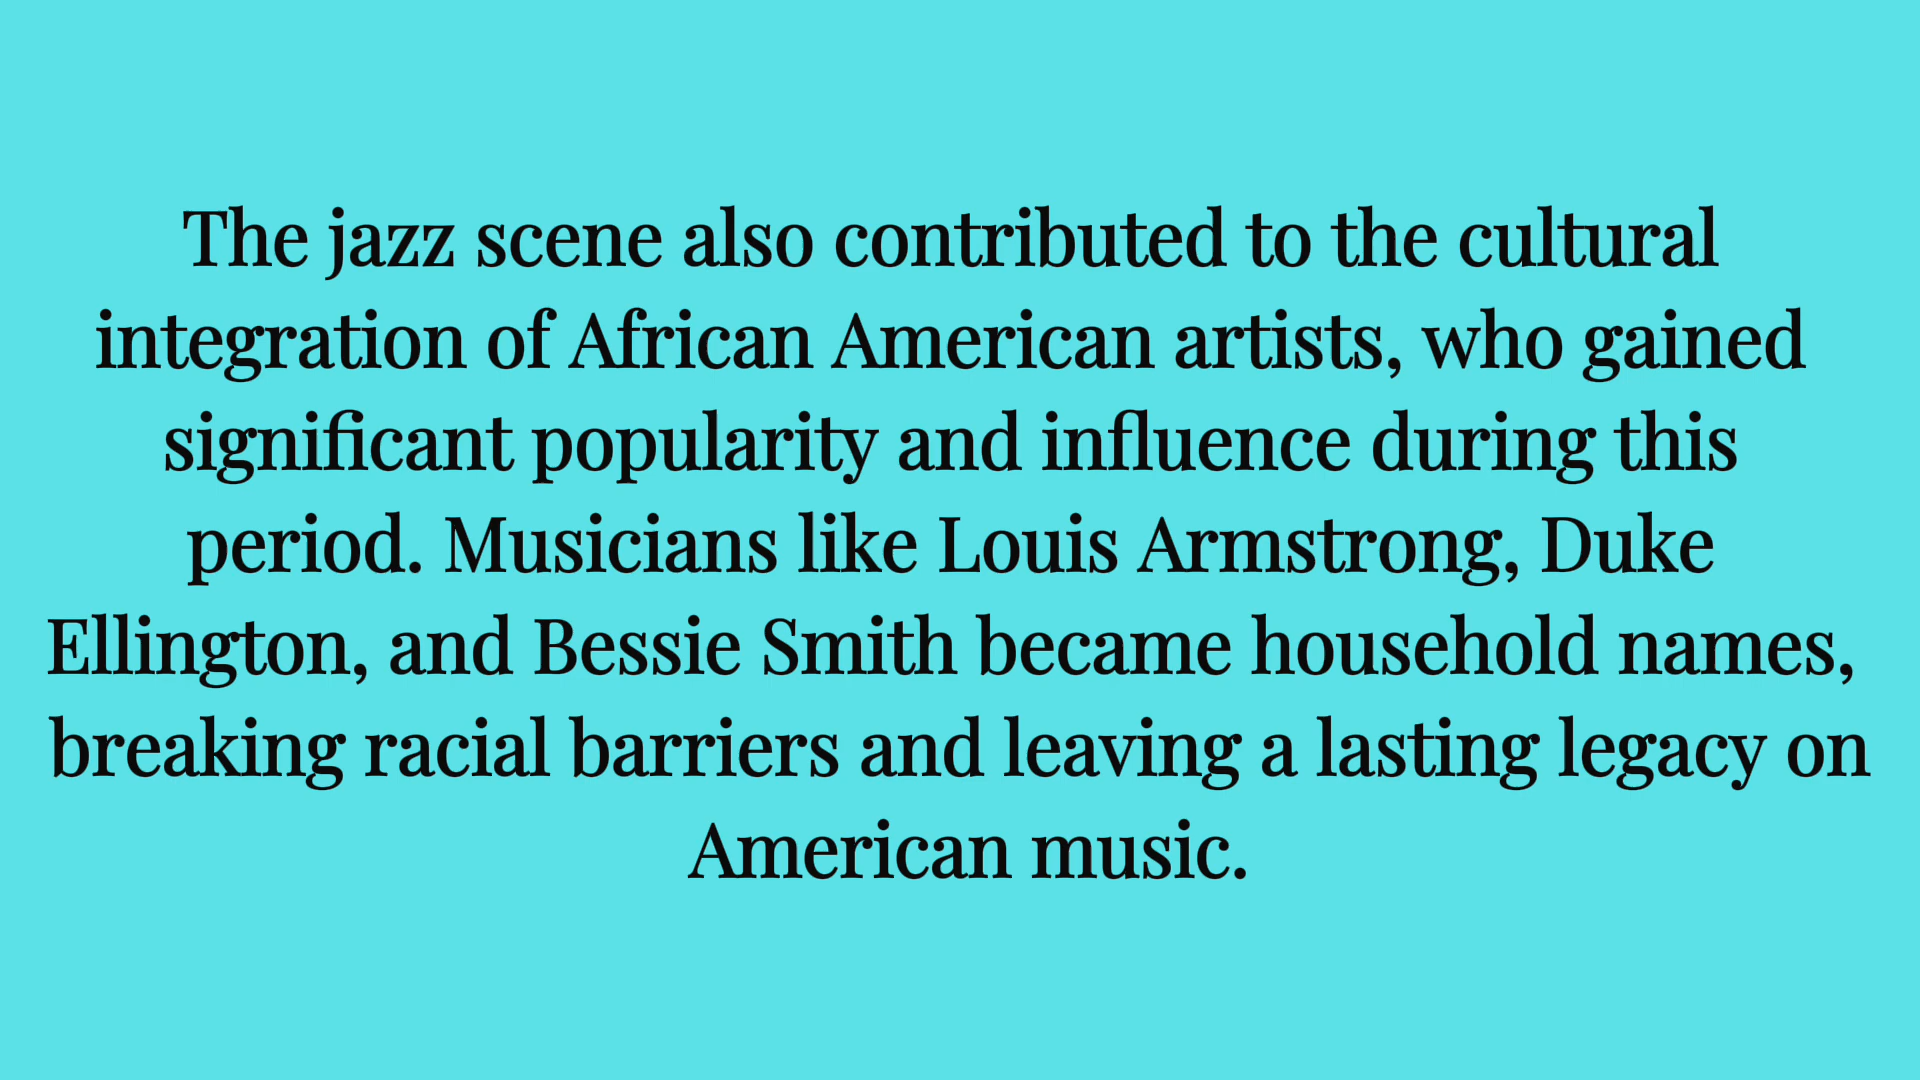 The jazz scene also contributed to the cultural
integration of African American artists, who gained
significant popularity and influence during this
period. Musicians like Louis Armstrong, Duke
Ellington, and Bessie Smith became household names,
breaking racial barriers and leaving a lasting legacy on
American music.